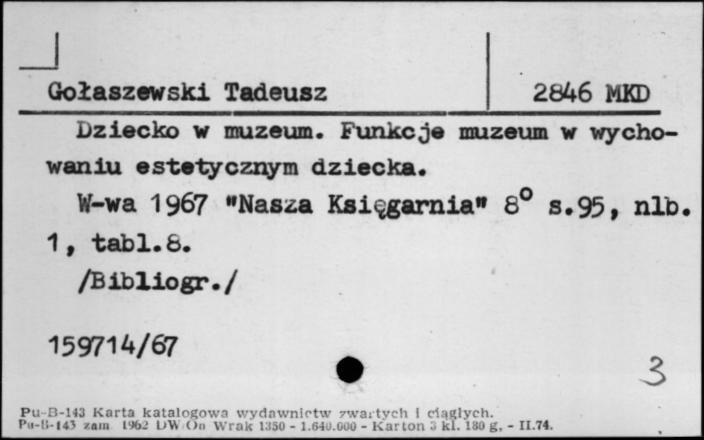 Gołaszewski Tadeusz 2846 MKD
Dziecko w muzeum. Funkcje muzeum w wycho-
waniu estetycznym dziecka.
W-wa 1967 "Nasza Księgarnia" 8° s.95, nlb.
1, tabl.8.
/Bibliogr./
159714/67
3
Pu-B-143 Karta katalogowa wydawnictw zwartych i ciągłych.
Pu-B-143 zam 1962 DW On Wrak 1350 - 1.640.000 - Karton 3 kl. 180 g. - II.74.